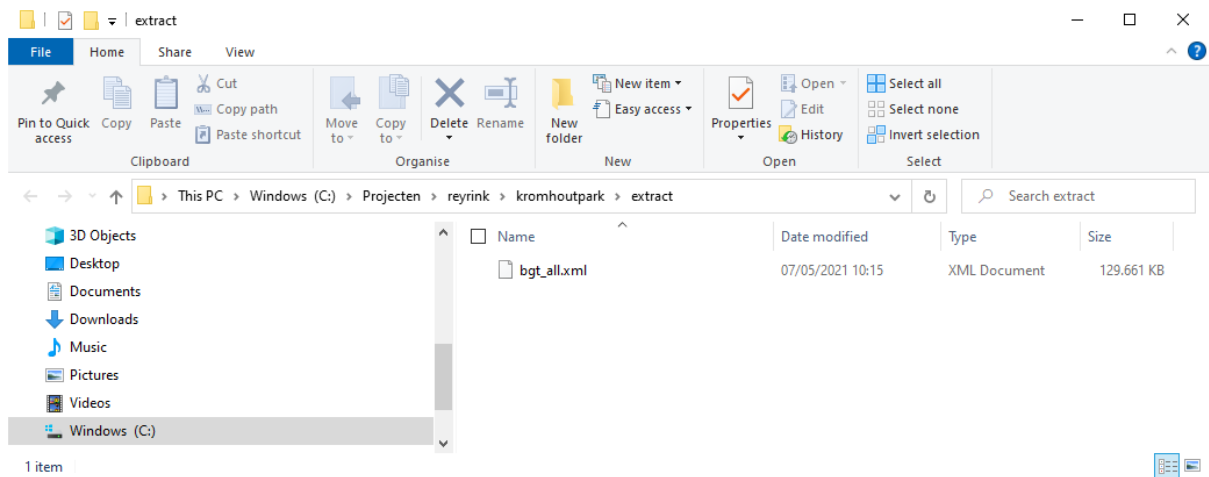 extract
File Home Share View
Pin to Quick access
Copy
Paste
Cut
Copy path
Paste shortcut
Clipboard
Move to
Copy to
Delete
Rename
Organise
New folder
New item
Easy access
New
Properties
Open
Edit
History
Open
Select all
Select none
Invert selection
Select
This PC > Windows (C:) > Projecten > reyrink > kromhoutpark > extract
Search extract
3D Objects
Desktop
Documents
Downloads
Music
Pictures
Videos
Windows (C:)
Name Date modified Type Size
bgt_all.xml 07/05/2021 10:15 XML Document 129.661 KB
1 item